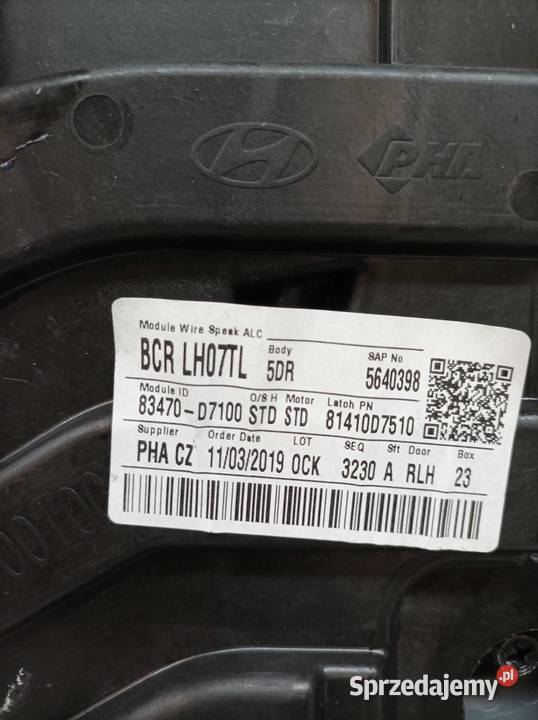 PHA
Module Wire Speak ALC
BCR LH07TL
Body
5DR
SAP No
5640398
Module ID
83470-D7100
O/S H
STD
Motor
STD
Latch PN
81410D7510
Supplier
PHA CZ
Order Date
11/03/2019
LOT
0CK
SEQ
3230
Sft
A
Door
RLH
Box
23
Sprzedajemy.pl